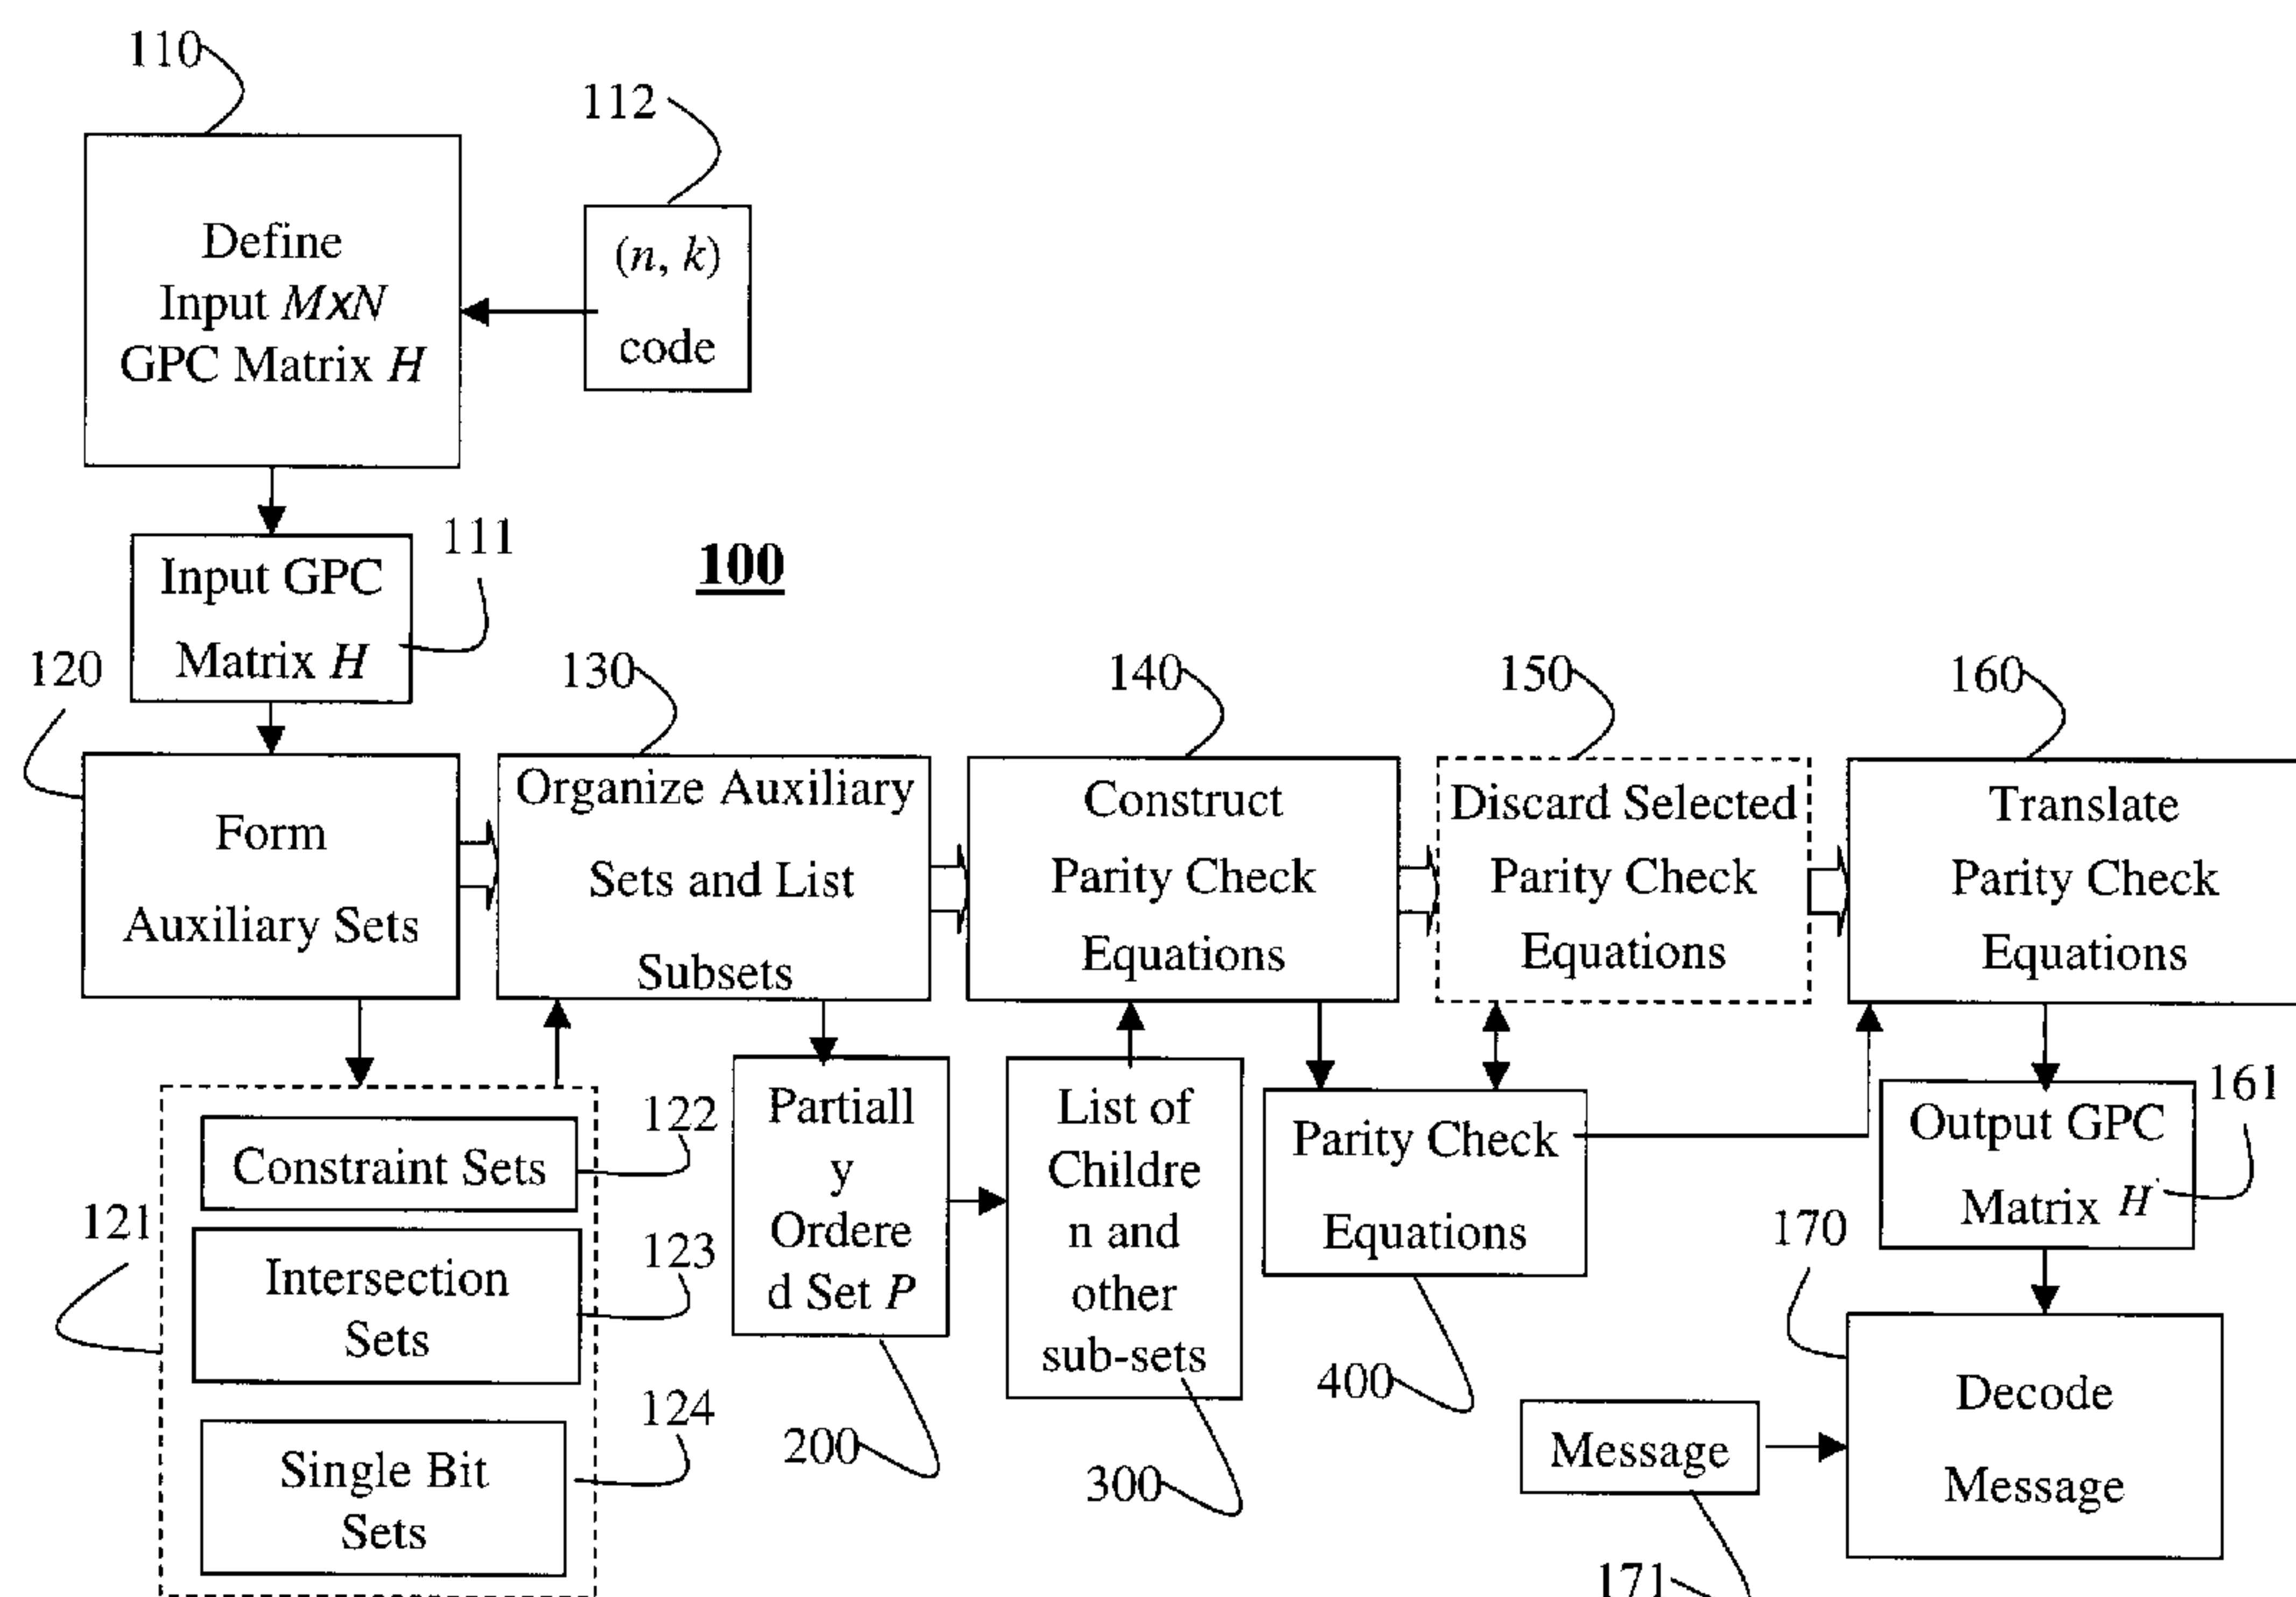 110
112
Define
Input MxN
GPC Matrix H
(n, k)
code
Input GPC
Matrix H
111
100
120
130
140
150
160
Form
Auxiliary Sets
Organize Auxiliary
Sets and List
Subsets
Construct
Parity Check
Equations
Discard Selected
Parity Check
Equations
Translate
Parity Check
Equations
121
Constraint Sets
122
Intersection
Sets
123
Single Bit
Sets
124
Partiall
y
Ordere
d Set P
200
List of
Childre
n and
other
sub-sets
300
Parity Check
Equations
400
Output GPC
Matrix H'
161
170
Message
171
Decode
Message